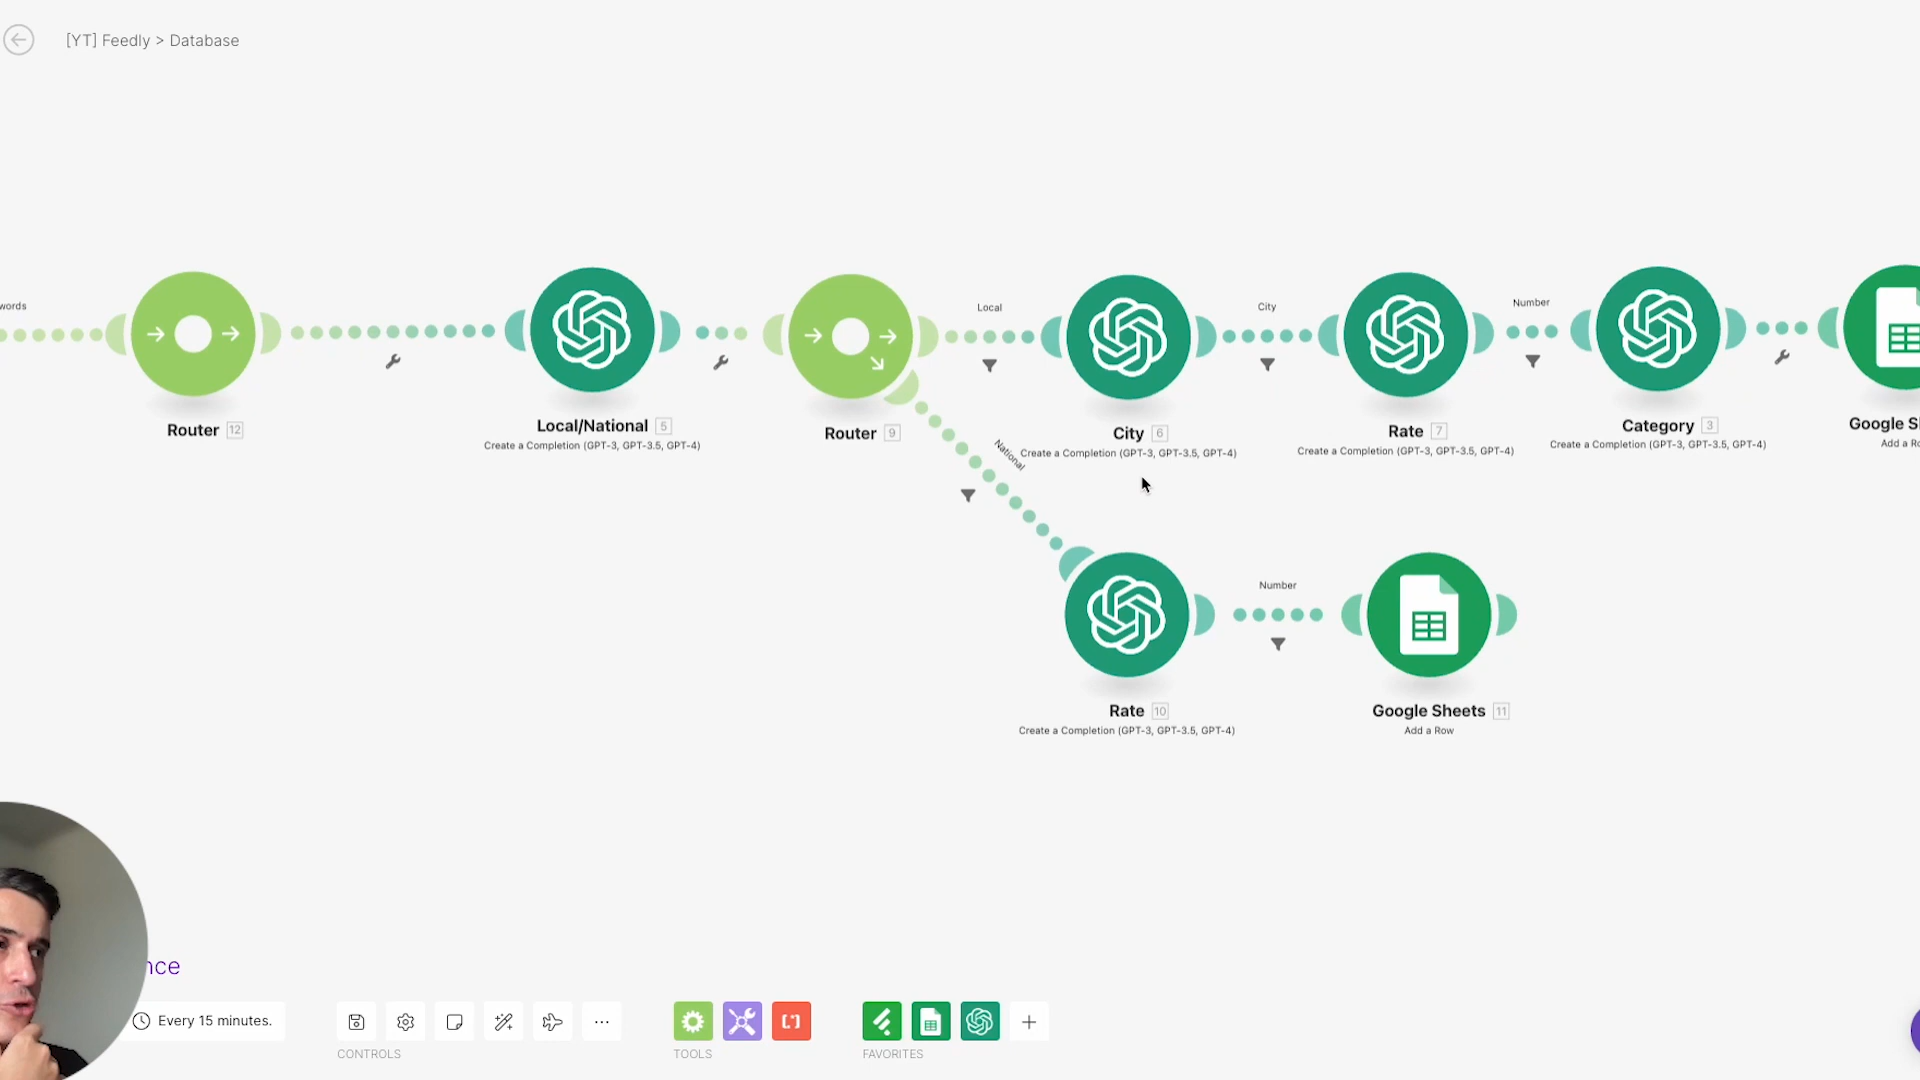 [YT] Feedly > Database
words
Local
City
Number
Router 12
Local/National 5
Create a Completion (GPT-3, GPT-3.5, GPT-4)
Router 9
National
City 6
Create a Completion (GPT-3, GPT-3.5, GPT-4)
Rate 7
Create a Completion (GPT-3, GPT-3.5, GPT-4)
Category 3
Create a Completion (GPT-3, GPT-3.5, GPT-4)
Google S
Add a Ro
Number
Rate 10
Create a Completion (GPT-3, GPT-3.5, GPT-4)
Google Sheets 11
Add a Row
nce
Every 15 minutes.
CONTROLS
TOOLS
FAVORITES